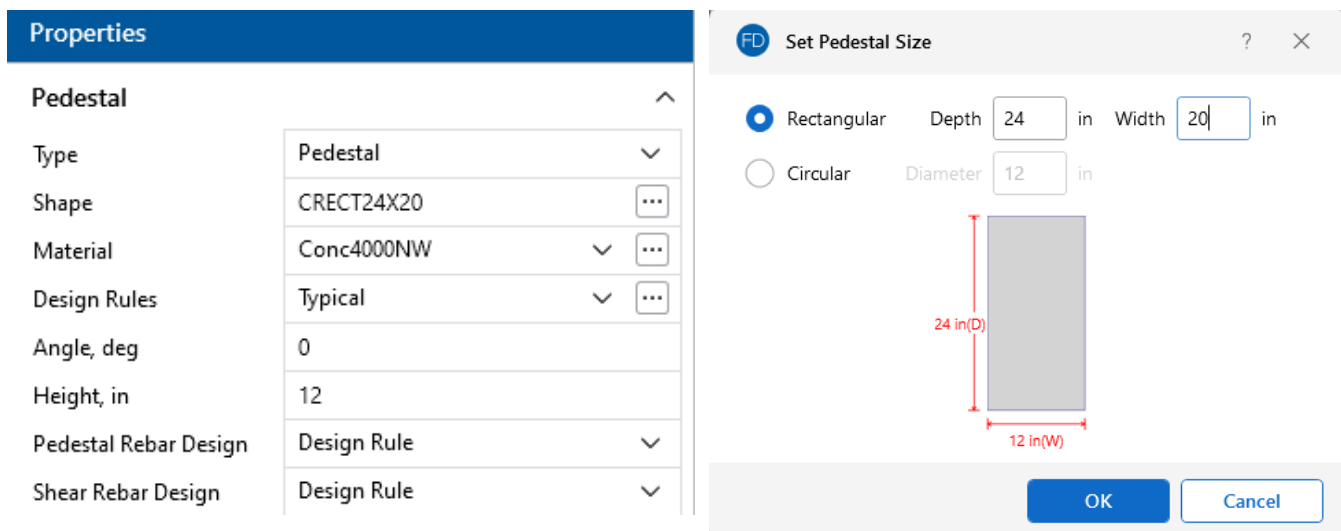 Properties
Pedestal
Type Pedestal
Shape CRECT24X20
Material Conc4000NW
Design Rules Typical
Angle, deg 0
Height, in 12
Pedestal Rebar Design Design Rule
Shear Rebar Design Design Rule
FD Set Pedestal Size ?
Rectangular Depth 24 in Width 20 in
Circular Diameter 12 in
24 in(D)
12 in(W)
OK Cancel